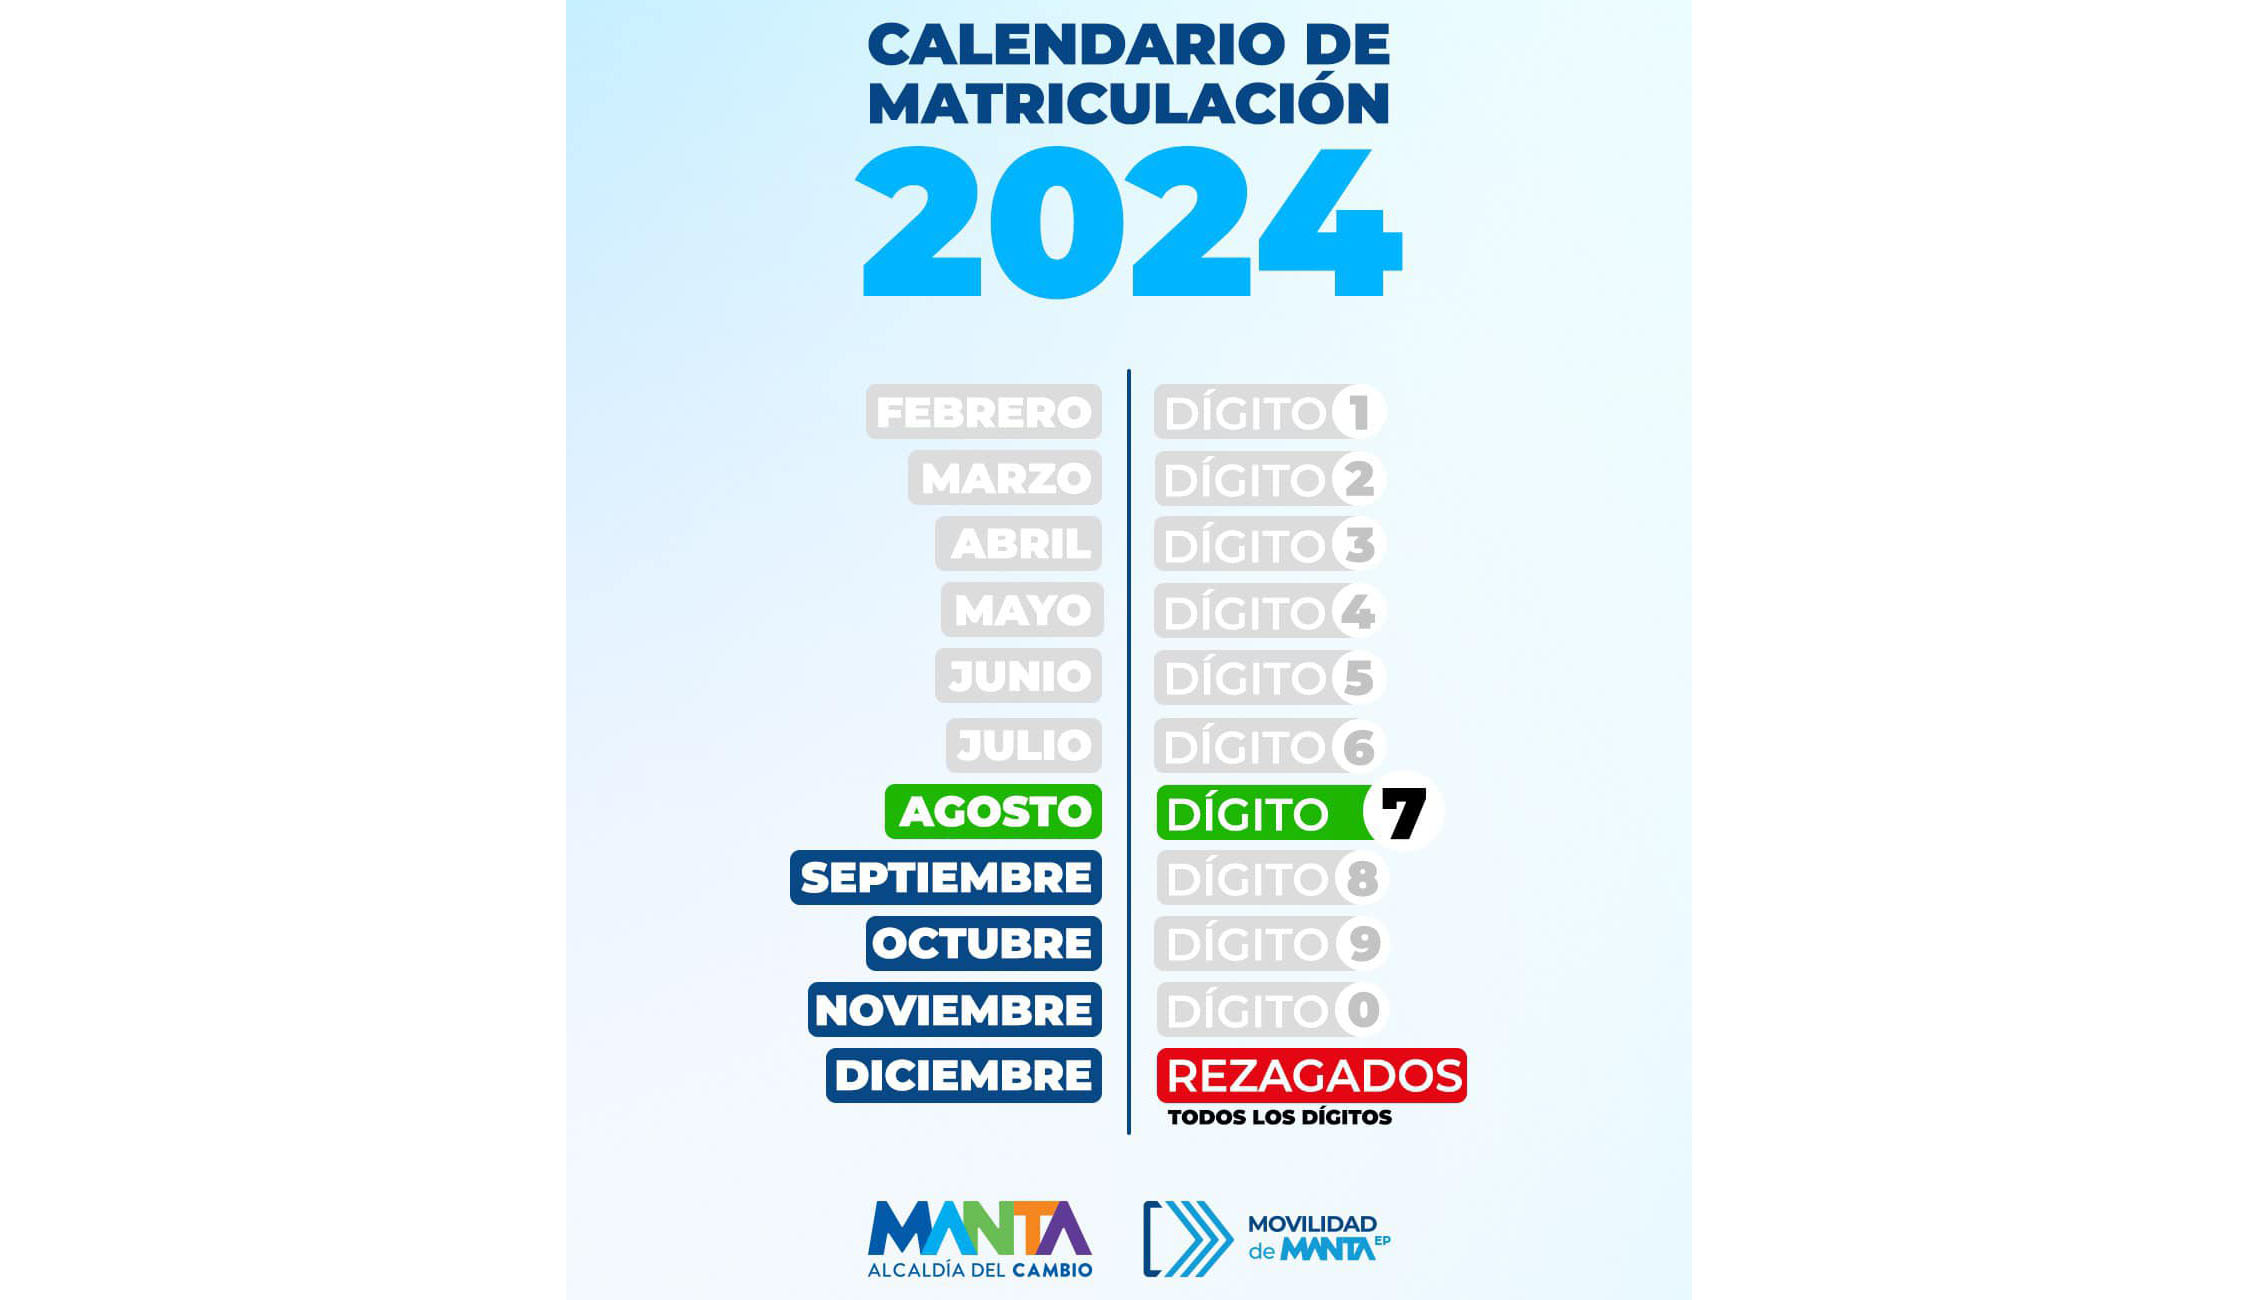 CALENDARIO DE
MATRICULACIÓN
2024
FEBRERO DÍGITO 1
MARZO DÍGITO 2
ABRIL DÍGITO 3
MAYO DÍGITO 4
JUNIO DÍGITO 5
JULIO DÍGITO 6
AGOSTO DÍGITO 7
SEPTIEMBRE DÍGITO 8
OCTUBRE DÍGITO 9
NOVIEMBRE DÍGITO 0
DICIEMBRE REZAGADOS
TODOS LOS DÍGITOS
MANTA
ALCALDÍA DEL CAMBIO
MOVILIDAD
de MANTA EP